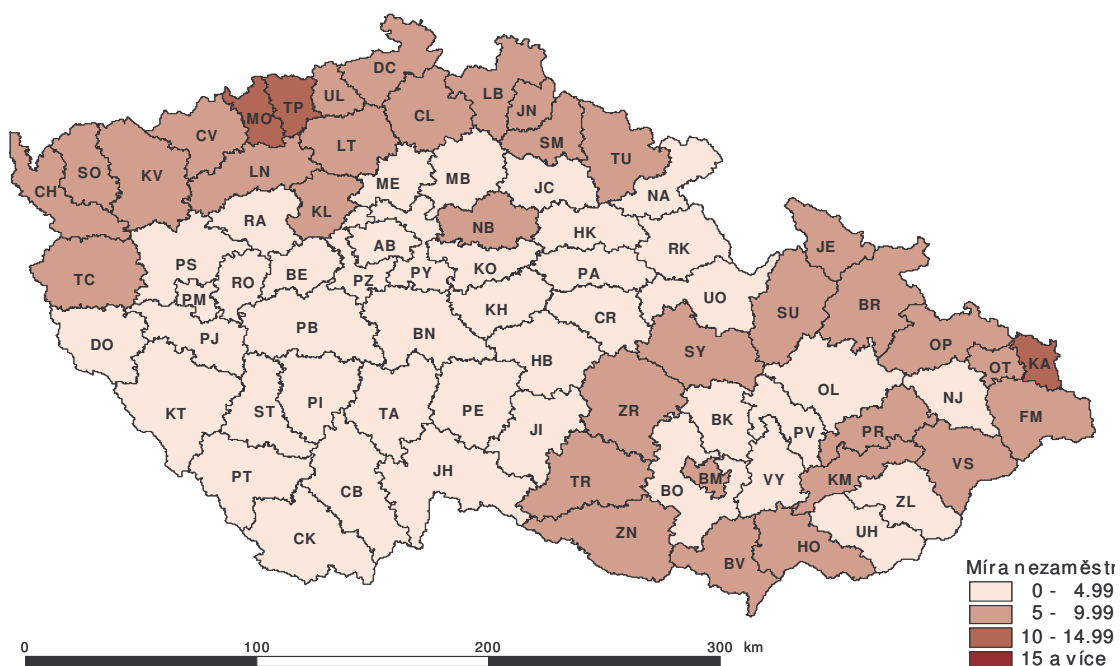 DC
LB
UL
TP
MO
JN
CL
CV
LT
SM
TU
SO
KV
LN
ME
MB
JC
CH
NA
RA
KL
NB
HK
AB
RK
PS
TC
RO
BE
PZ
PY
KO
PA
JE
PM
UO
BR
KH
SU
CR
PB
BN
DO
PJ
SY
OP
HB
OT
KA
OL
NJ
KT
ST
PI
TA
PE
ZR
FM
BK
JI
PV
PR
VS
PT
JH
TR
BM
VY
KM
CB
BO
ZL
CK
ZN
UH
BV
HO
Míra nezaměstn
0 - 4.99
5 - 9.99
10 - 14.99
15 a více
0 100 200 300 km